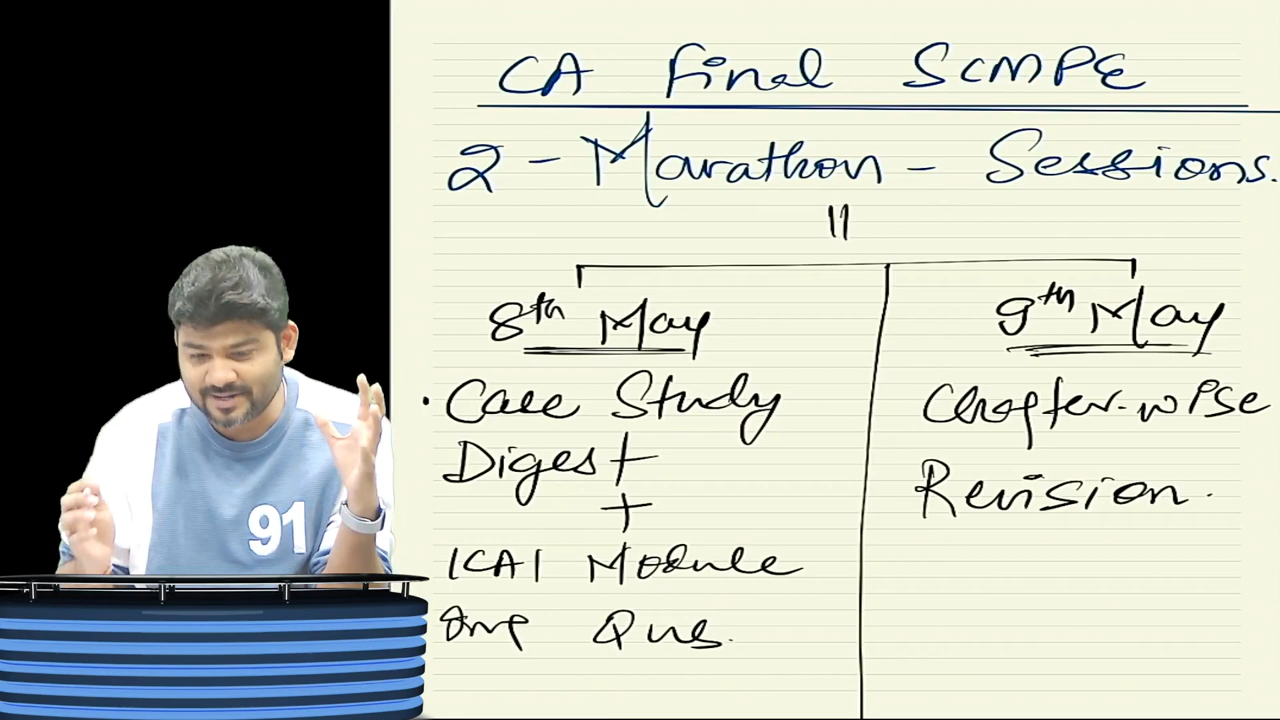 CA Final SCMPE
2 - Marathon - Sessions.
8th May
• Case Study
Digest
+
ICAI Module
Imp Ques.
9th May
Chapter-wise
Revision.
91